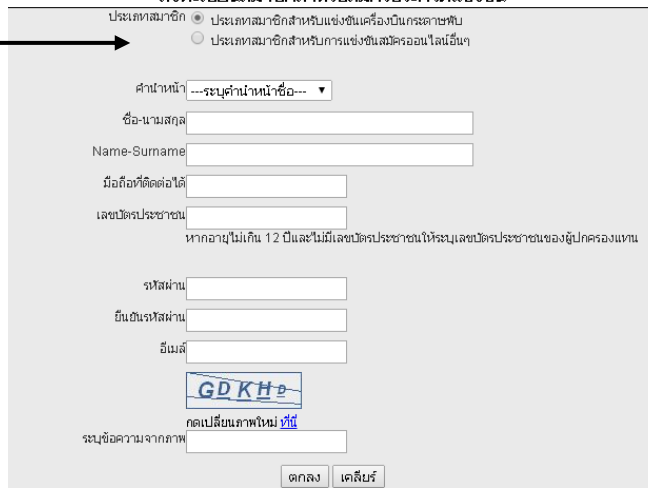 ประเภทสมาชิก ประเภทสมาชิกสำหรับแข่งขันเครื่องบินกระดาษพับ
ประเภทสมาชิกสำหรับการแข่งขันสมัครออนไลน์อื่นๆ
คำนำหน้า ---ระบุคำนำหน้าชื่อ---
ชื่อ-นามสกุล
Name-Surname
มือถือที่ติดต่อได้
เลขบัตรประชาชน
หากอายุไม่เกิน 12 ปีและไม่มีเลขบัตรประชาชนให้ระบุเลขบัตรประชาชนของผู้ปกครองแทน
รหัสผ่าน
ยืนยันรหัสผ่าน
อีเมล์
GDKHD
กดเปลี่ยนภาพใหม่ ที่นี่
ระบุข้อความจากภาพ
ตกลง เคลียร์